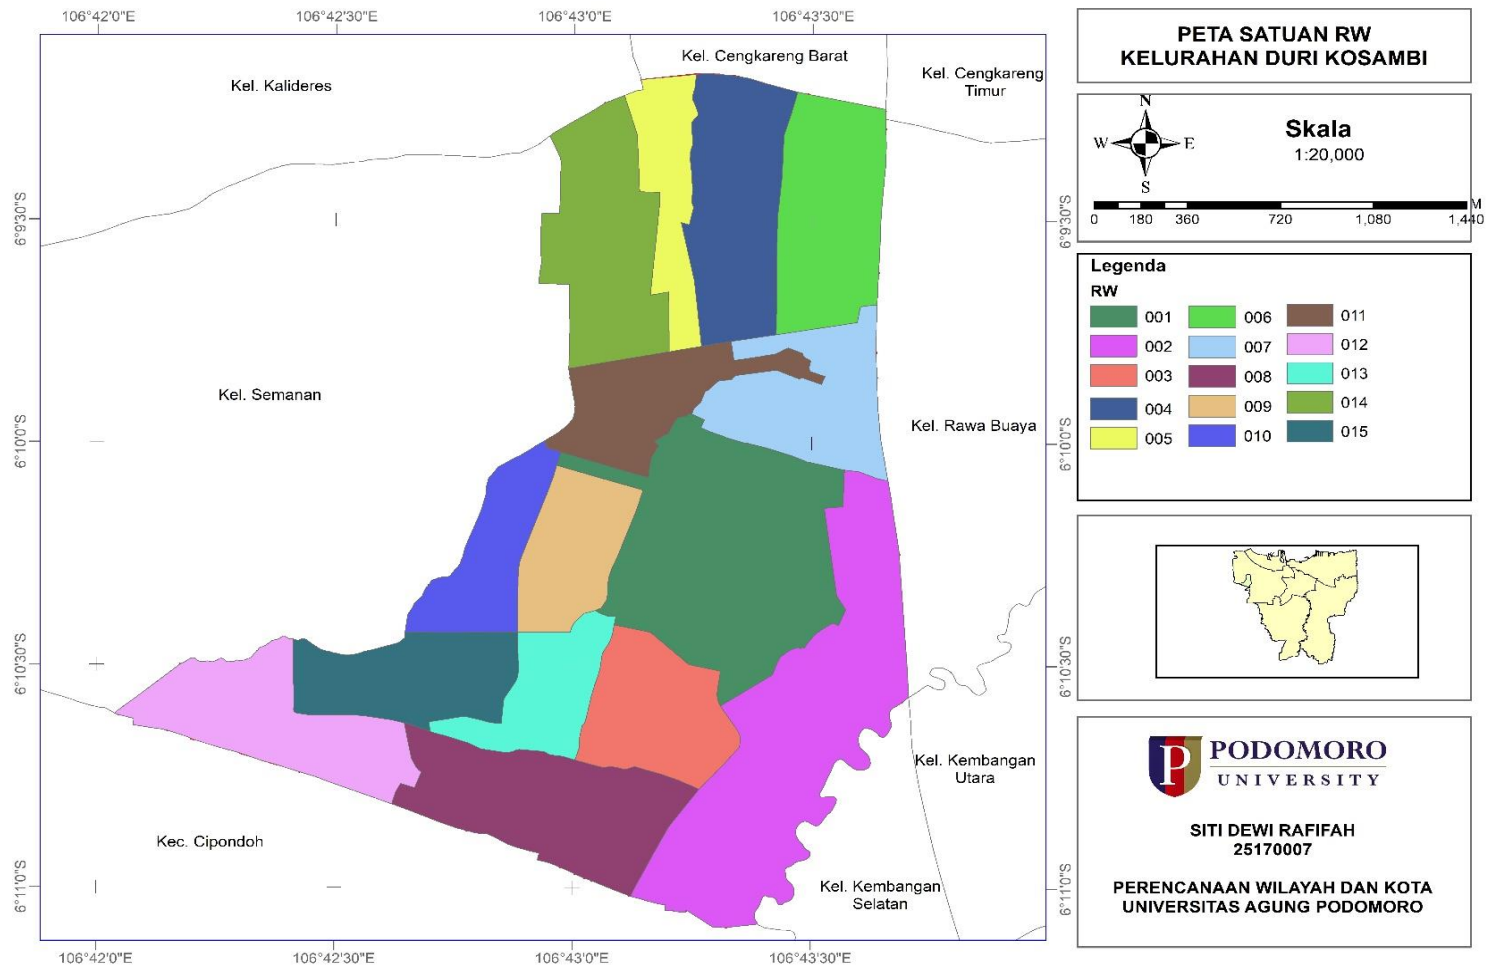 106°42'0"E
106°42'30"E
106°43'0"E
106°43'30"E
Kel. Kalideres
Kel. Cengkareng Barat
Kel. Cengkareng
Timur
6°9'30"S
6°9'30"S
Kel. Semanan
Kel. Rawa Buaya
6°10'0"S
6°10'0"S
6°10'30"S
6°10'30"S
Kel. Kembangan
Utara
Kec. Cipondoh
Kel. Kembangan
Selatan
6°11'0"S
6°11'0"S
106°42'0"E
106°42'30"E
106°43'0"E
106°43'30"E
PETA SATUAN RW
KELURAHAN DURI KOSAMBI
N
W
E
S
Skala
1:20,000
M
0 180 360 720 1,080 1,440
Legenda
RW
001 006 011
002 007 012
003 008 013
004 009 014
005 010 015
P
PODOMORO
UNIVERSITY
SITI DEWI RAFIFAH
25170007
PERENCANAAN WILAYAH DAN KOTA
UNIVERSITAS AGUNG PODOMORO